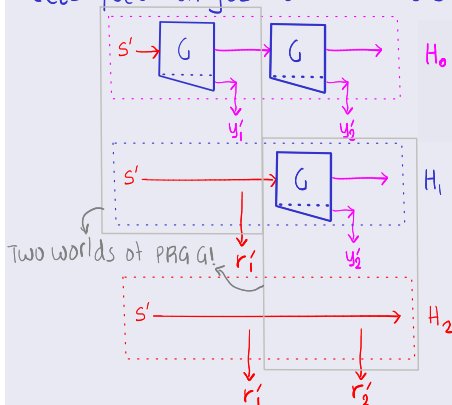 S' G G H₀
y₁' y₂'
S' G H₁
Two worlds of PRG G!
r₁' y₂'
S' H₂
r₁' r₂'